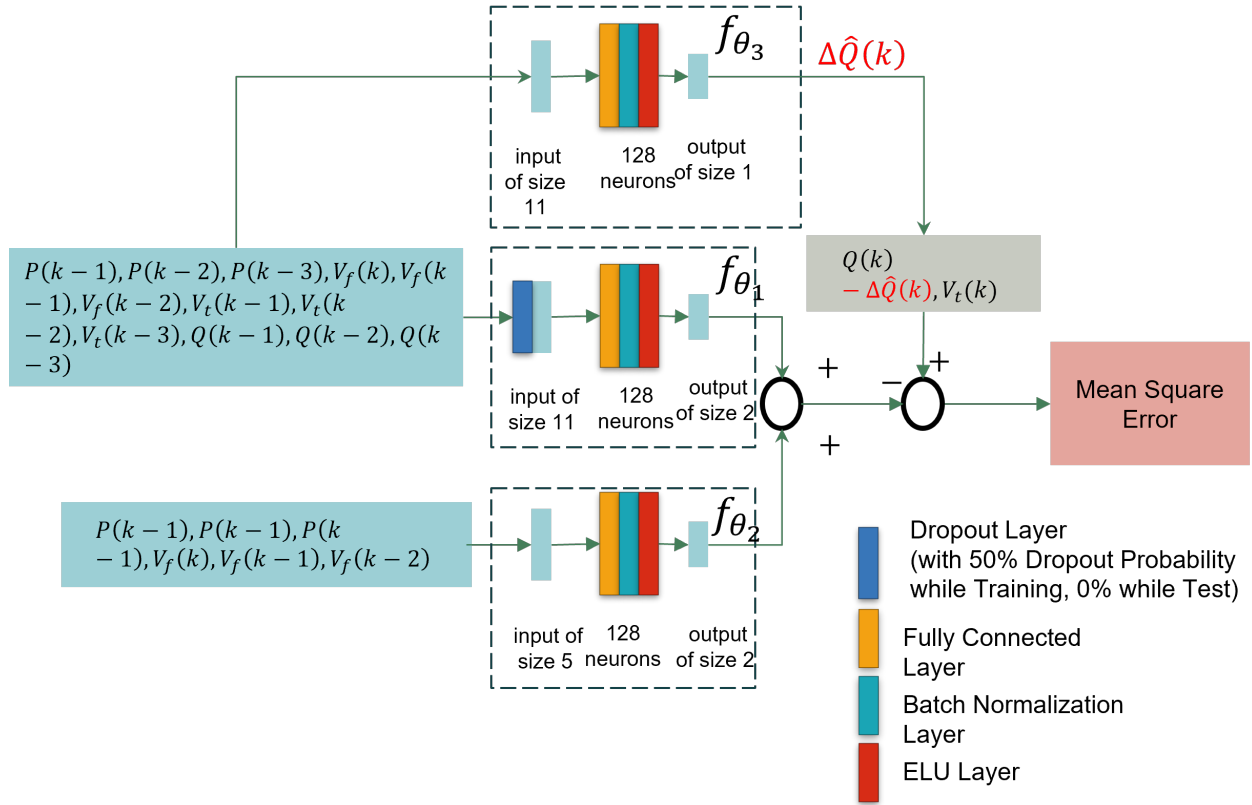 f_{θ_3}
ΔQ̂(k)
input
of size
11
128
neurons
output
of size 1
P(k − 1), P(k − 2), P(k − 3), V_f(k), V_f(k
− 1), V_f(k − 2), V_t(k − 1), V_t(k
− 2), V_t(k − 3), Q(k − 1), Q(k − 2), Q(k
− 3)
f_{θ_1}
input of
size 11
128
neurons
output
of size 2
Q(k)
− ΔQ̂(k), V_t(k)
+
+
−
+
Mean Square
Error
P(k − 1), P(k − 1), P(k
− 1), V_f(k), V_f(k − 1), V_f(k − 2)
f_{θ_2}
input of
size 5
128
neurons
output
of size 2
Dropout Layer
(with 50% Dropout Probability
while Training, 0% while Test)
Fully Connected
Layer
Batch Normalization
Layer
ELU Layer